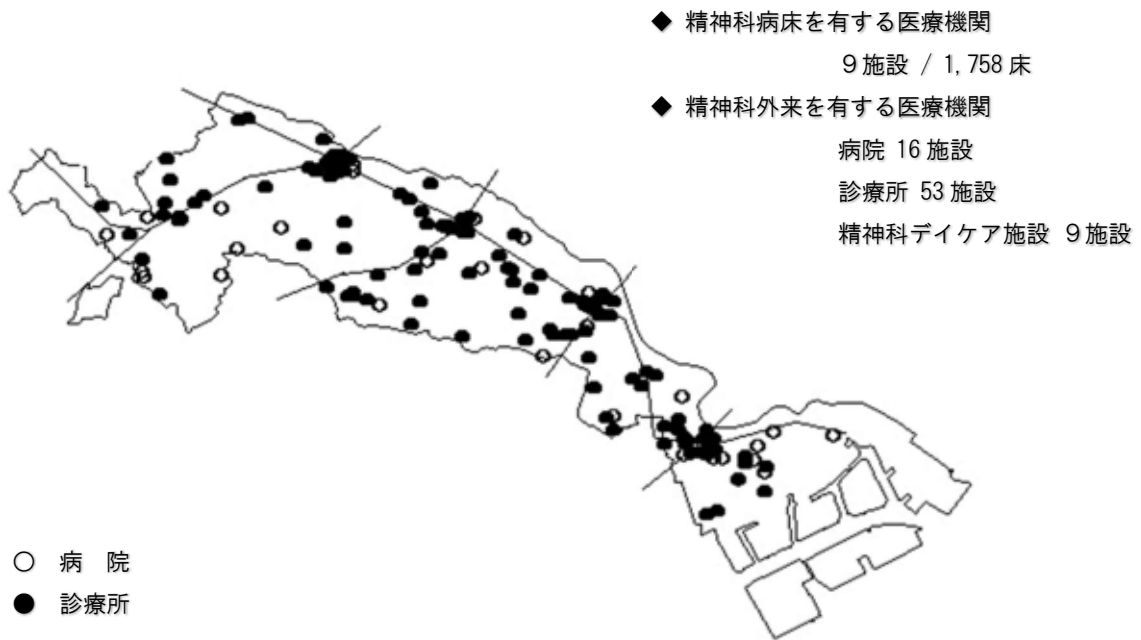 ◆ 精神科病床を有する医療機関
9施設 / 1,758床
◆ 精神科外来を有する医療機関
病院 16施設
診療所 53施設
精神科デイケア施設 9施設
○ 病 院
● 診療所